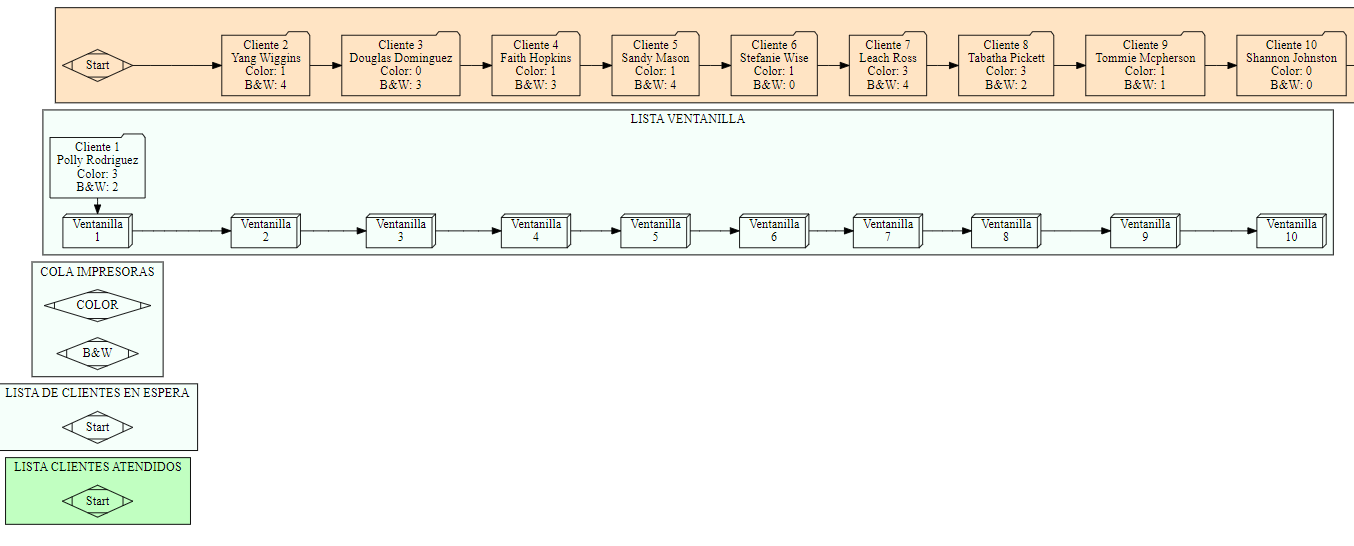 Start
Cliente 2
Yang Wiggins
Color: 1
B&W: 4
Cliente 3
Douglas Dominguez
Color: 0
B&W: 3
Cliente 4
Faith Hopkins
Color: 1
B&W: 3
Cliente 5
Sandy Mason
Color: 1
B&W: 4
Cliente 6
Stefanie Wise
Color: 1
B&W: 0
Cliente 7
Leach Ross
Color: 3
B&W: 4
Cliente 8
Tabatha Pickett
Color: 3
B&W: 2
Cliente 9
Tommie Mcpherson
Color: 1
B&W: 1
Cliente 10
Shannon Johnston
Color: 0
B&W: 0
LISTA VENTANILLA
Cliente 1
Polly Rodriguez
Color: 3
B&W: 2
Ventanilla
1
Ventanilla
2
Ventanilla
3
Ventanilla
4
Ventanilla
5
Ventanilla
6
Ventanilla
7
Ventanilla
8
Ventanilla
9
Ventanilla
10
COLA IMPRESORAS
COLOR
B&W
LISTA DE CLIENTES EN ESPERA
Start
LISTA CLIENTES ATENDIDOS
Start